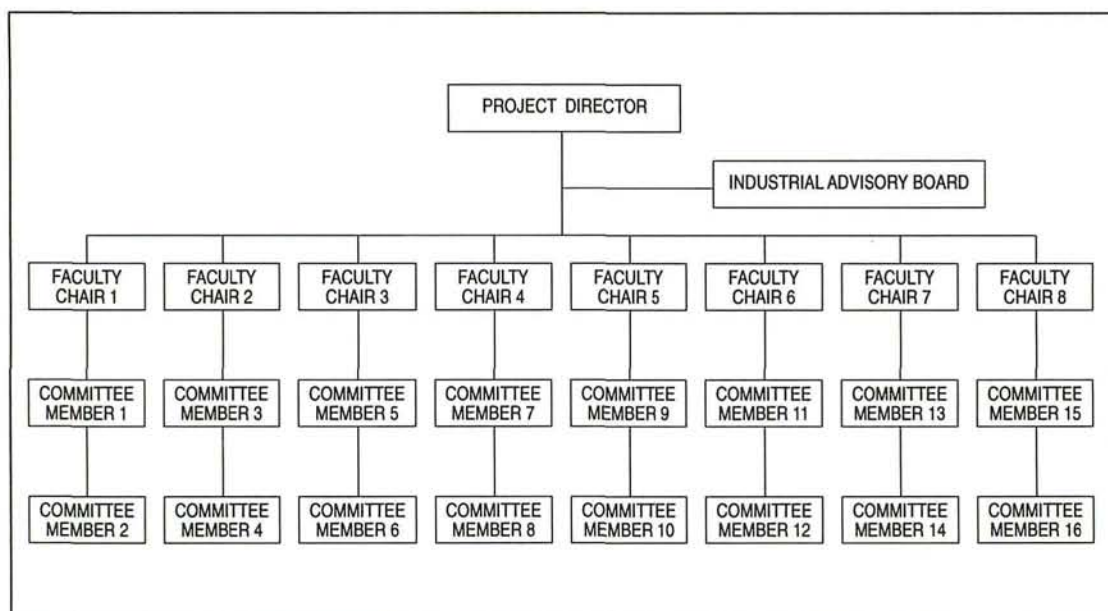 PROJECT DIRECTOR
INDUSTRIAL ADVISORY BOARD
FACULTY
CHAIR 1
FACULTY
CHAIR 2
FACULTY
CHAIR 3
FACULTY
CHAIR 4
FACULTY
CHAIR 5
FACULTY
CHAIR 6
FACULTY
CHAIR 7
FACULTY
CHAIR 8
COMMITTEE
MEMBER 1
COMMITTEE
MEMBER 3
COMMITTEE
MEMBER 5
COMMITTEE
MEMBER 7
COMMITTEE
MEMBER 9
COMMITTEE
MEMBER 11
COMMITTEE
MEMBER 13
COMMITTEE
MEMBER 15
COMMITTEE
MEMBER 2
COMMITTEE
MEMBER 4
COMMITTEE
MEMBER 6
COMMITTEE
MEMBER 8
COMMITTEE
MEMBER 10
COMMITTEE
MEMBER 12
COMMITTEE
MEMBER 14
COMMITTEE
MEMBER 16